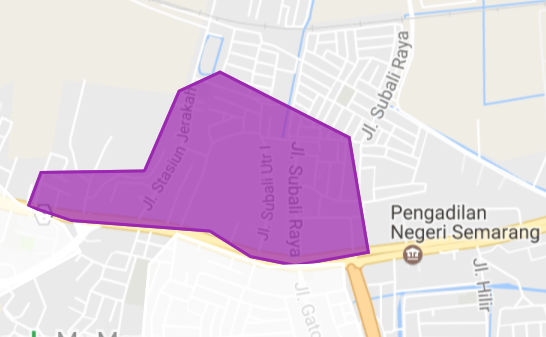 Jl. Subali Raya
Jl. Stasiun Jerakah
Jl. Subali Utr I
Jl. Subali Raya
Pengadilan
Negeri Semarang
Jl. Hilir
Jl. Gato